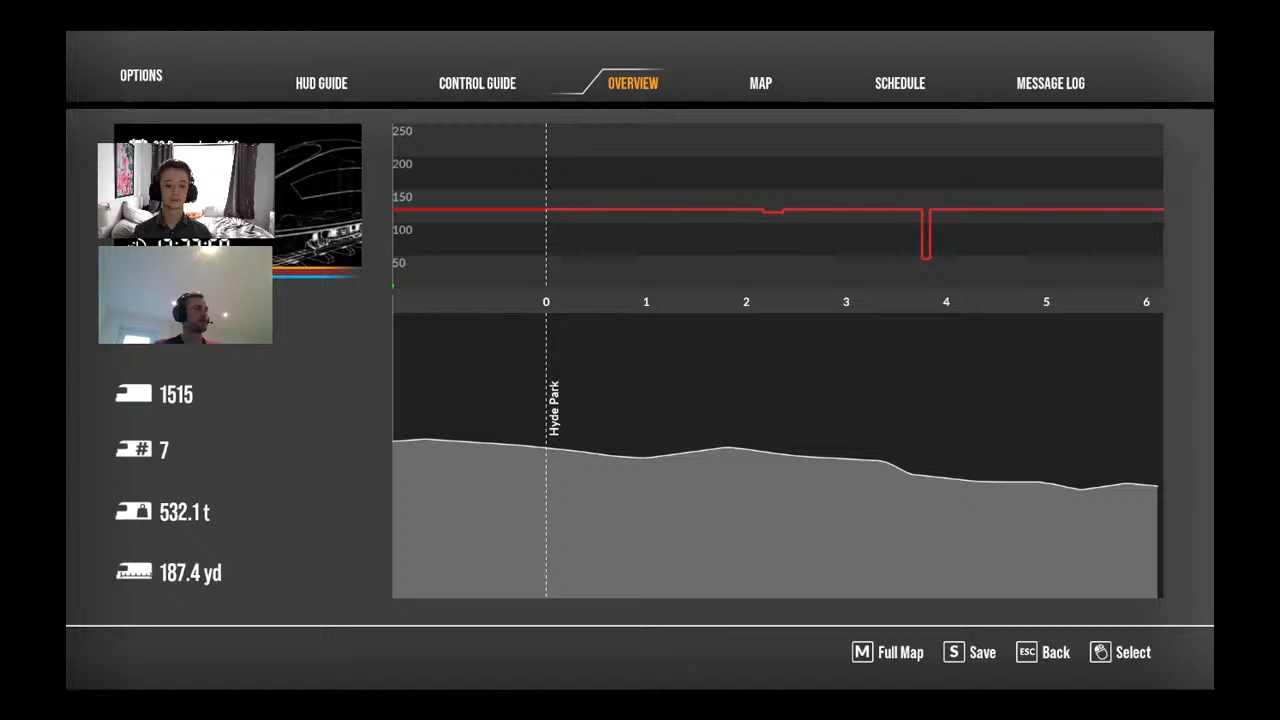 OPTIONS
HUD GUIDE
CONTROL GUIDE
OVERVIEW
MAP
SCHEDULE
MESSAGE LOG
250
200
150
100
50
0
1
2
3
4
5
6
Hyde Park
1515
# 7
532.1 t
187.4 yd
M Full Map
S Save
ESC Back
Select